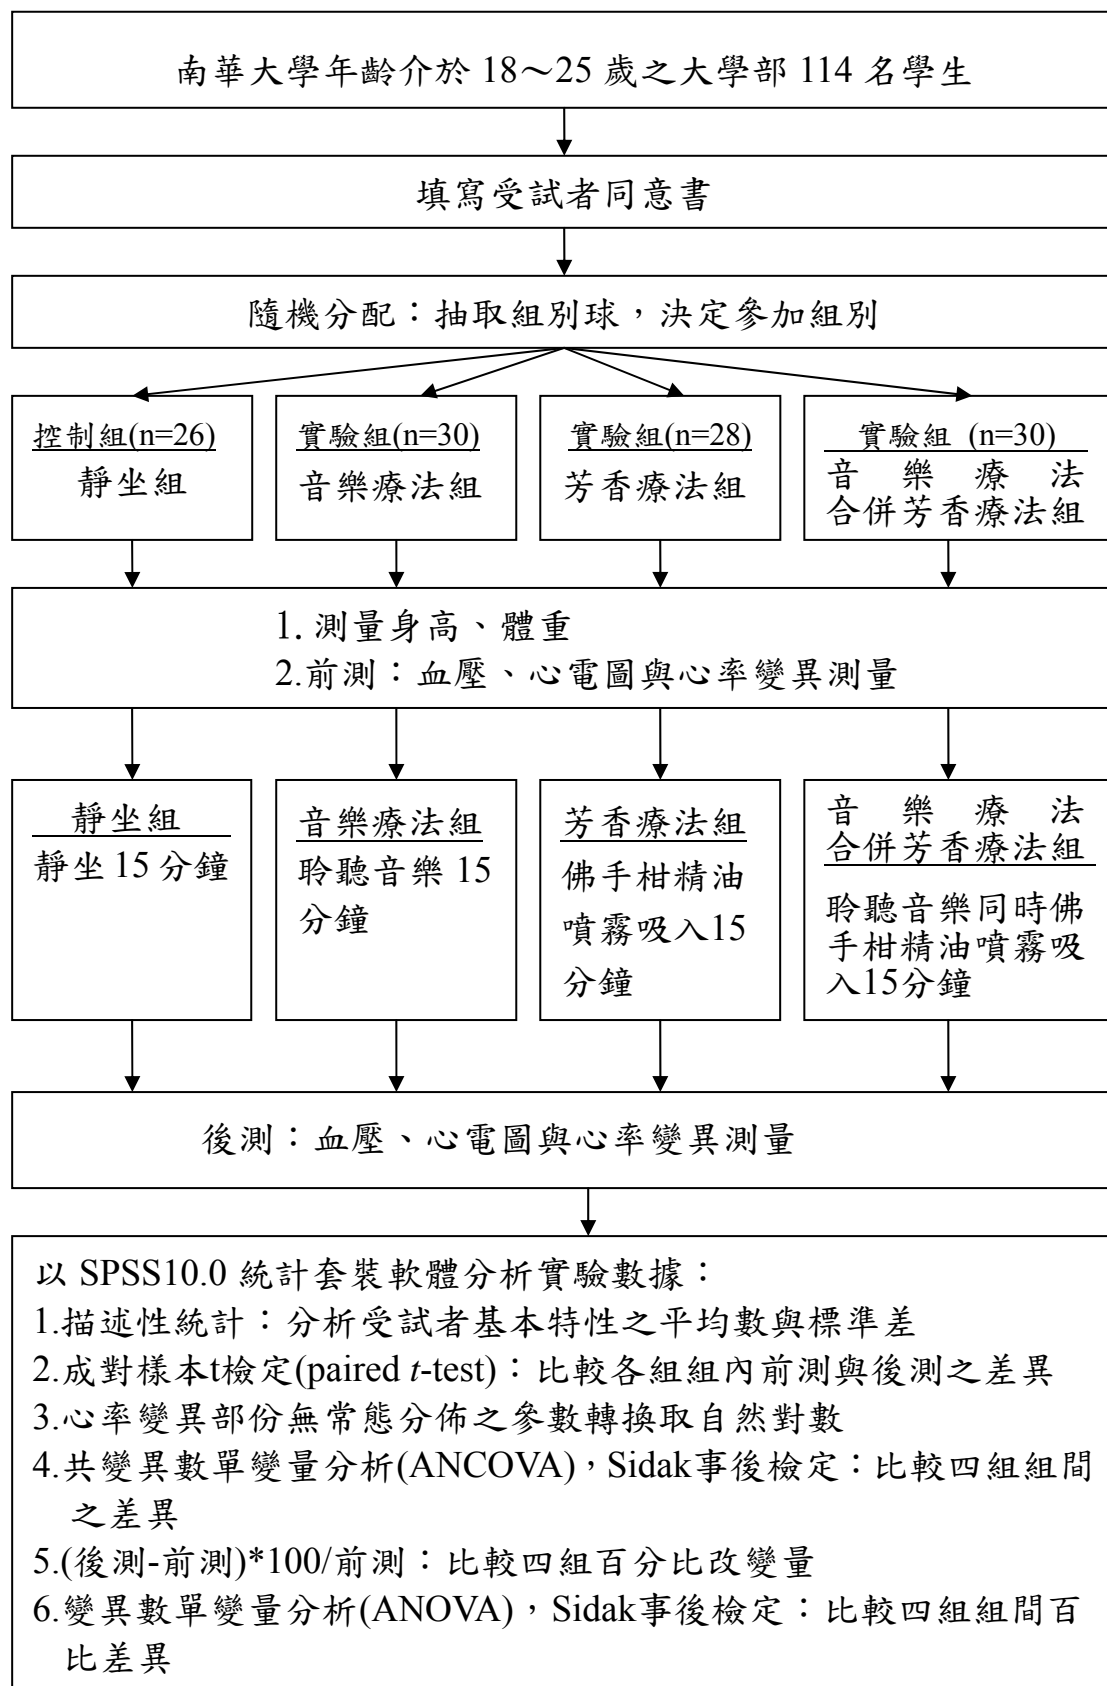 南華大學年齡介於 18～25 歲之大學部 114 名學生
填寫受試者同意書
隨機分配：抽取組別球，決定參加組別
控制組(n=26)
靜坐組
實驗組(n=30)
音樂療法組
實驗組(n=28)
芳香療法組
實驗組 (n=30)
音樂療法
合併芳香療法組
1. 測量身高、體重
2.前測：血壓、心電圖與心率變異測量
靜坐組
靜坐 15 分鐘
音樂療法組
聆聽音樂 15
分鐘
芳香療法組
佛手柑精油
噴霧吸入15
分鐘
音樂療法
合併芳香療法組
聆聽音樂同時佛
手柑精油噴霧吸
入15分鐘
後測：血壓、心電圖與心率變異測量
以 SPSS10.0 統計套裝軟體分析實驗數據：
1.描述性統計：分析受試者基本特性之平均數與標準差
2.成對樣本t檢定(paired t-test)：比較各組組內前測與後測之差異
3.心率變異部份無常態分佈之參數轉換取自然對數
4.共變異數單變量分析(ANCOVA)，Sidak事後檢定：比較四組組間
之差異
5.(後測-前測)*100/前測：比較四組百分比改變量
6.變異數單變量分析(ANOVA)，Sidak事後檢定：比較四組組間百
比差異